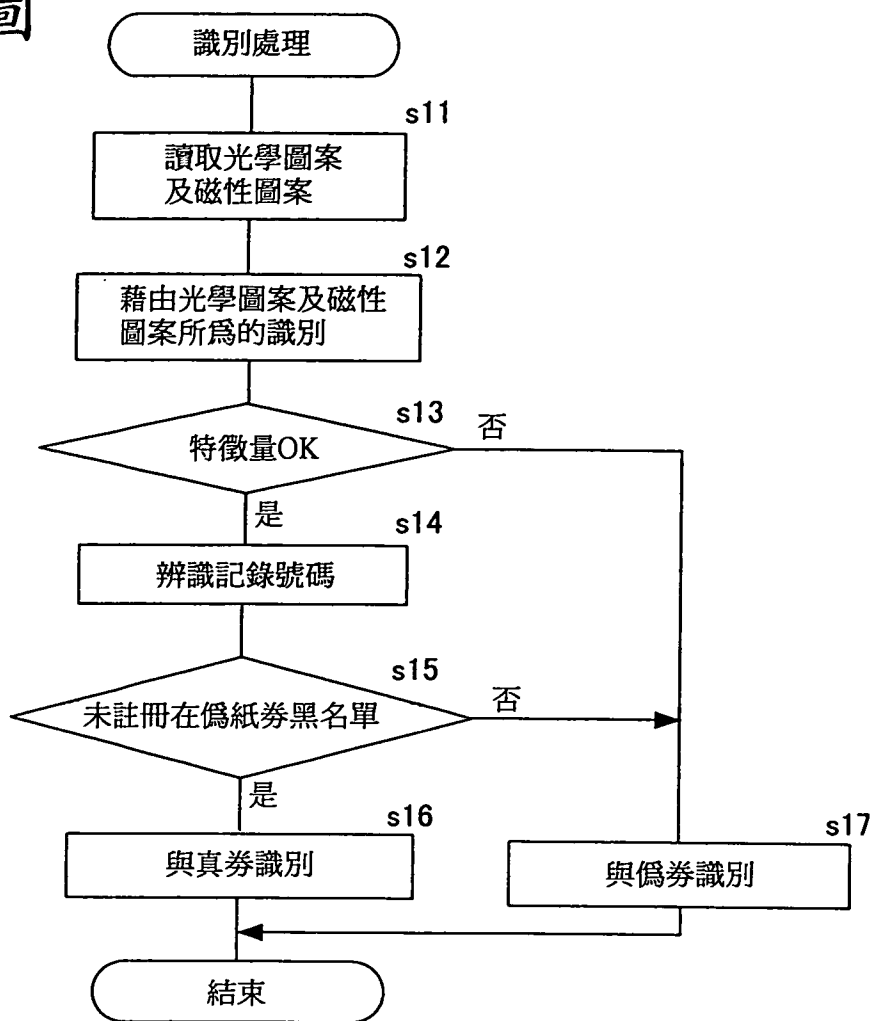 圖
識別處理
s11
讀取光學圖案
及磁性圖案
s12
藉由光學圖案及磁性
圖案所爲的識別
s13
特徵量OK
否
是
s14
辨識記錄號碼
s15
未註冊在僞紙券黑名單
否
是
s16
與真券識別
s17
與僞券識別
結束